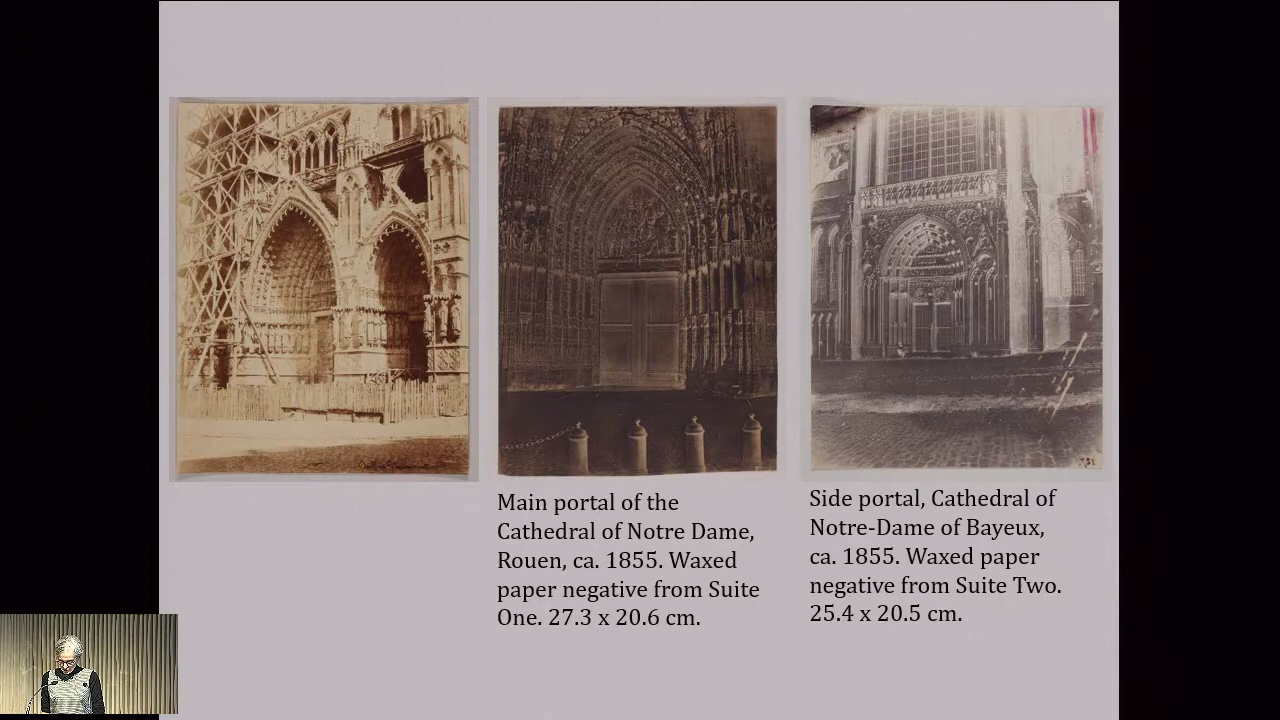 Main portal of the
Cathedral of Notre Dame,
Rouen, ca. 1855. Waxed
paper negative from Suite
One. 27.3 x 20.6 cm.
Side portal, Cathedral of
Notre-Dame of Bayeux,
ca. 1855. Waxed paper
negative from Suite Two.
25.4 x 20.5 cm.